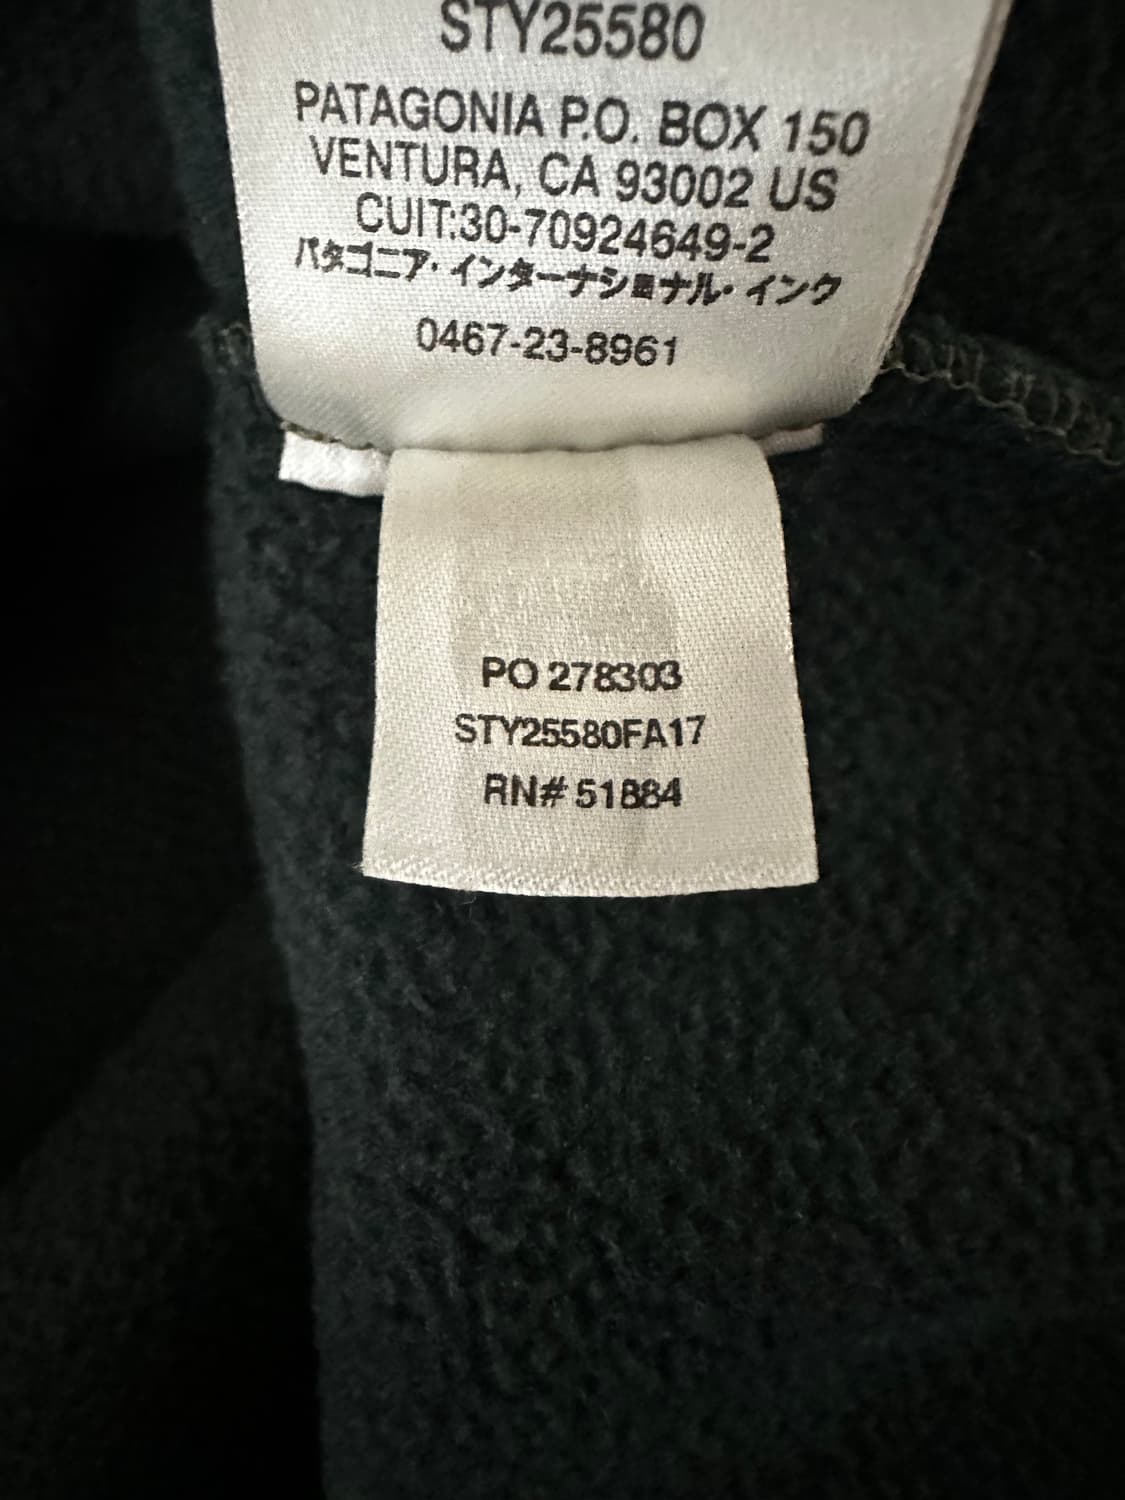 STY25580
PATAGONIA P.O. BOX 150
VENTURA, CA 93002 US
CUIT:30-70924649-2
パタゴニア・インターナショナル・インク
0467-23-8961
PO 278303
STY25580FA17
RN# 51884